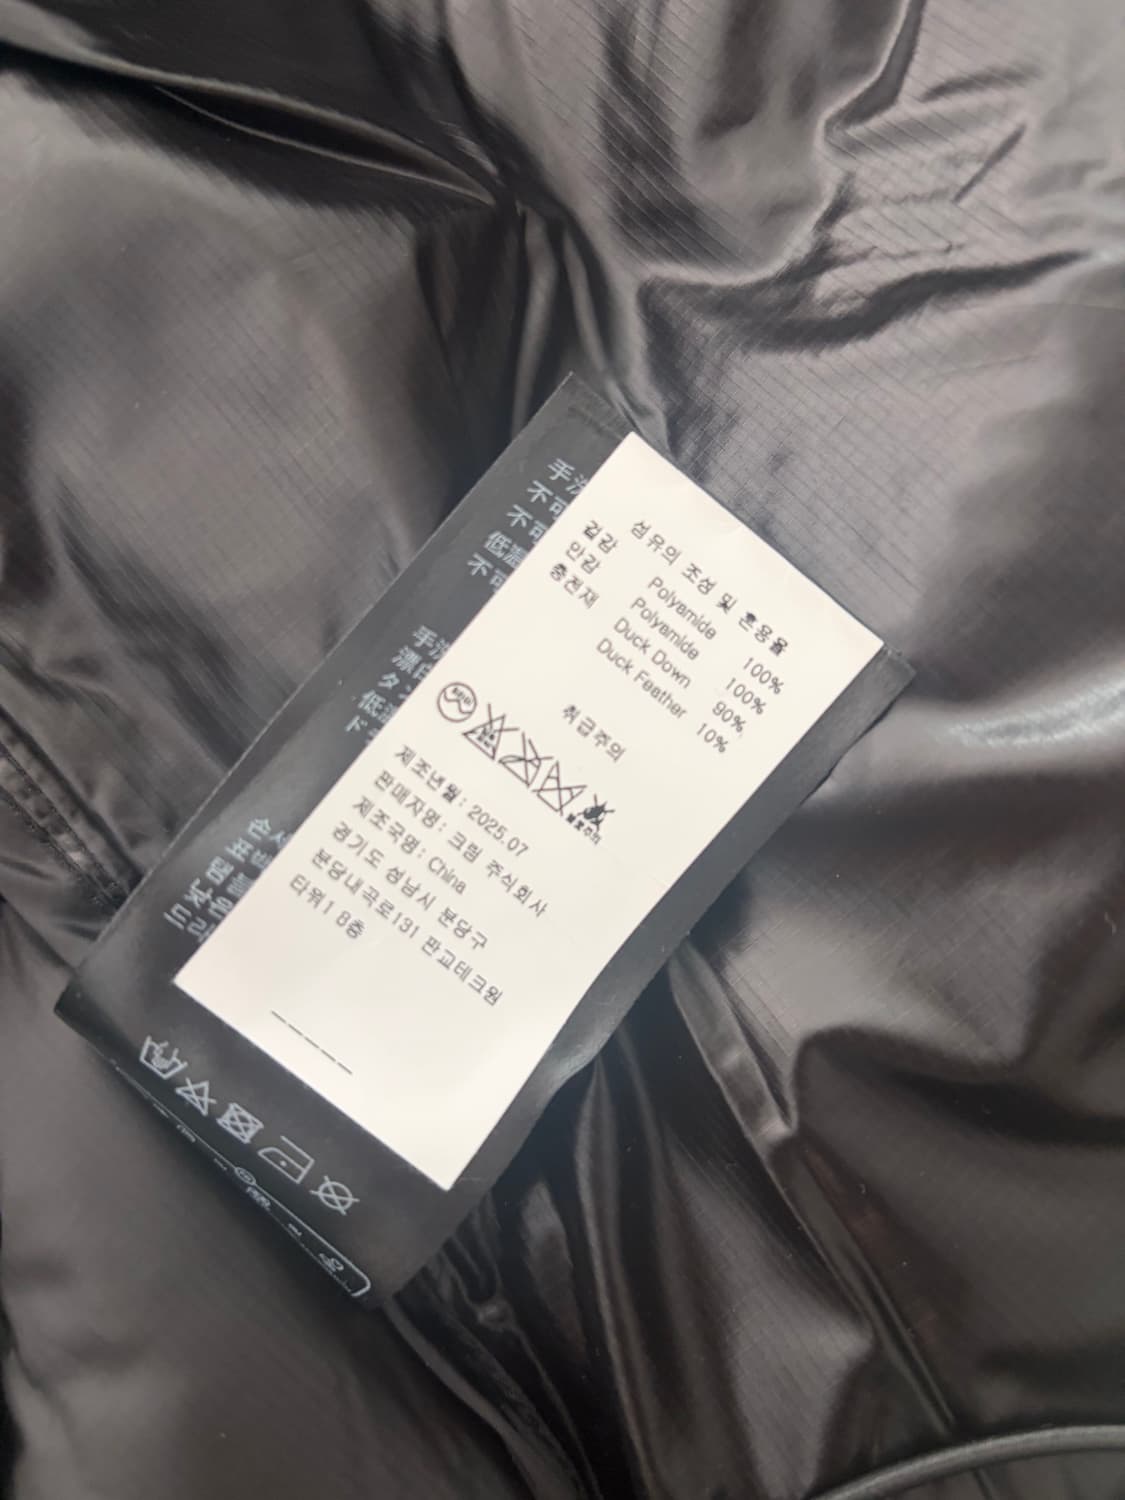 섬유의 조성 및 혼용율
겉감 Polyamide 100%
안감 Polyamide 100%
충전재 Duck Down 90%
Duck Feather 10%
취급주의
제조년월: 2025.07
판매자명: 크림 주식회사
제조국명: China
경기도 성남시 분당구
분당내곡로131 판교테크원
타워1 8층
手洗
不可
不可
低温
不可
手洗
漂白
タ
低温
ド